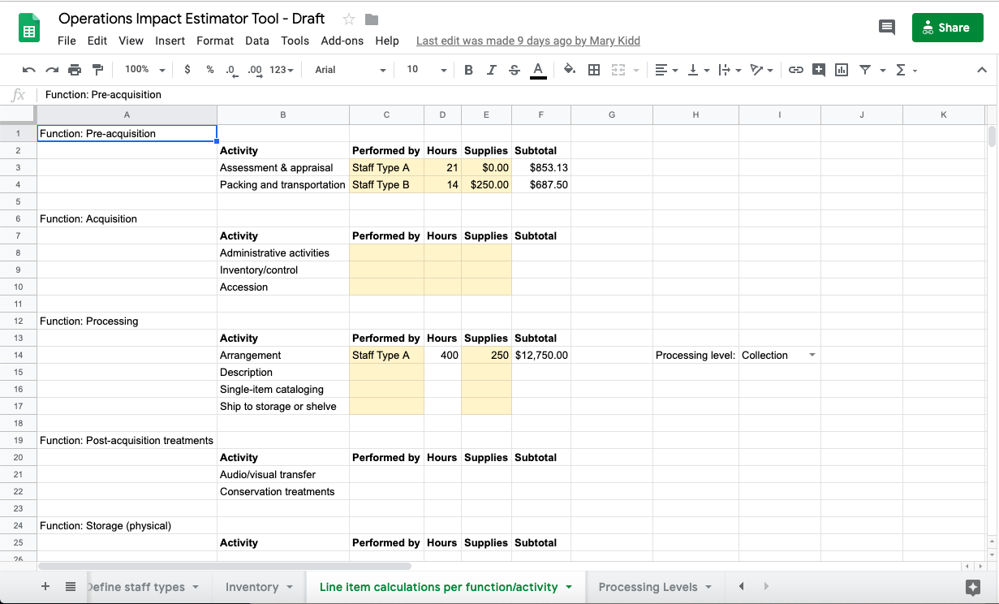 Operations Impact Estimator Tool - Draft
File Edit View Insert Format Data Tools Add-ons Help Last edit was made 9 days ago by Mary Kidd
Share
100% $ % .0 .00 123 Arial 10 B I S A
fx Function: Pre-acquisition
A B C D E F G H I J K
1 Function: Pre-acquisition
2 Activity Performed by Hours Supplies Subtotal
3 Assessment & appraisal Staff Type A 21 $0.00 $853.13
4 Packing and transportation Staff Type B 14 $250.00 $687.50
5
6 Function: Acquisition
7 Activity Performed by Hours Supplies Subtotal
8 Administrative activities
9 Inventory/control
10 Accession
11
12 Function: Processing
13 Activity Performed by Hours Supplies Subtotal
14 Arrangement Staff Type A 400 250 $12,750.00 Processing level: Collection
15 Description
16 Single-item cataloging
17 Ship to storage or shelve
18
19 Function: Post-acquisition treatments
20 Activity Performed by Hours Supplies Subtotal
21 Audio/visual transfer
22 Conservation treatments
23
24 Function: Storage (physical)
25 Activity Performed by Hours Supplies Subtotal
26
Define staff types Inventory Line item calculations per function/activity Processing Levels